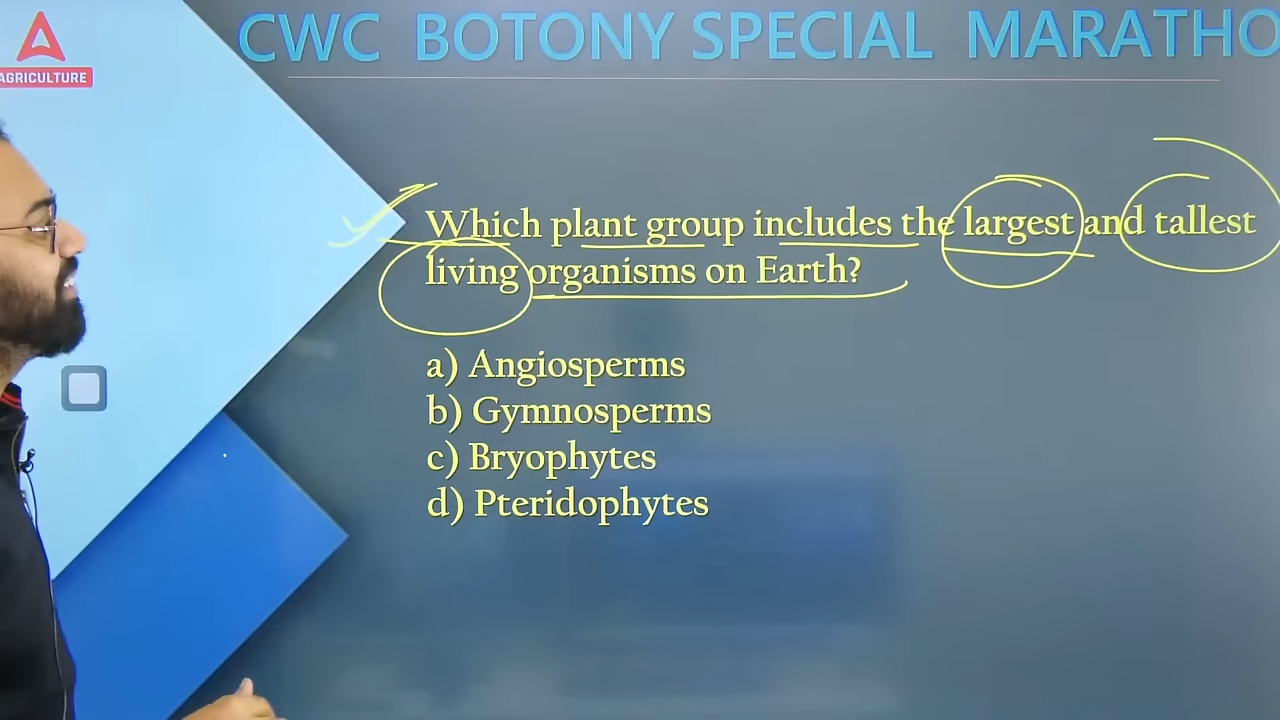 CWC BOTONY SPECIAL MARATHO
AGRICULTURE
Which plant group includes the largest and tallest
living organisms on Earth?
a) Angiosperms
b) Gymnosperms
c) Bryophytes
d) Pteridophytes